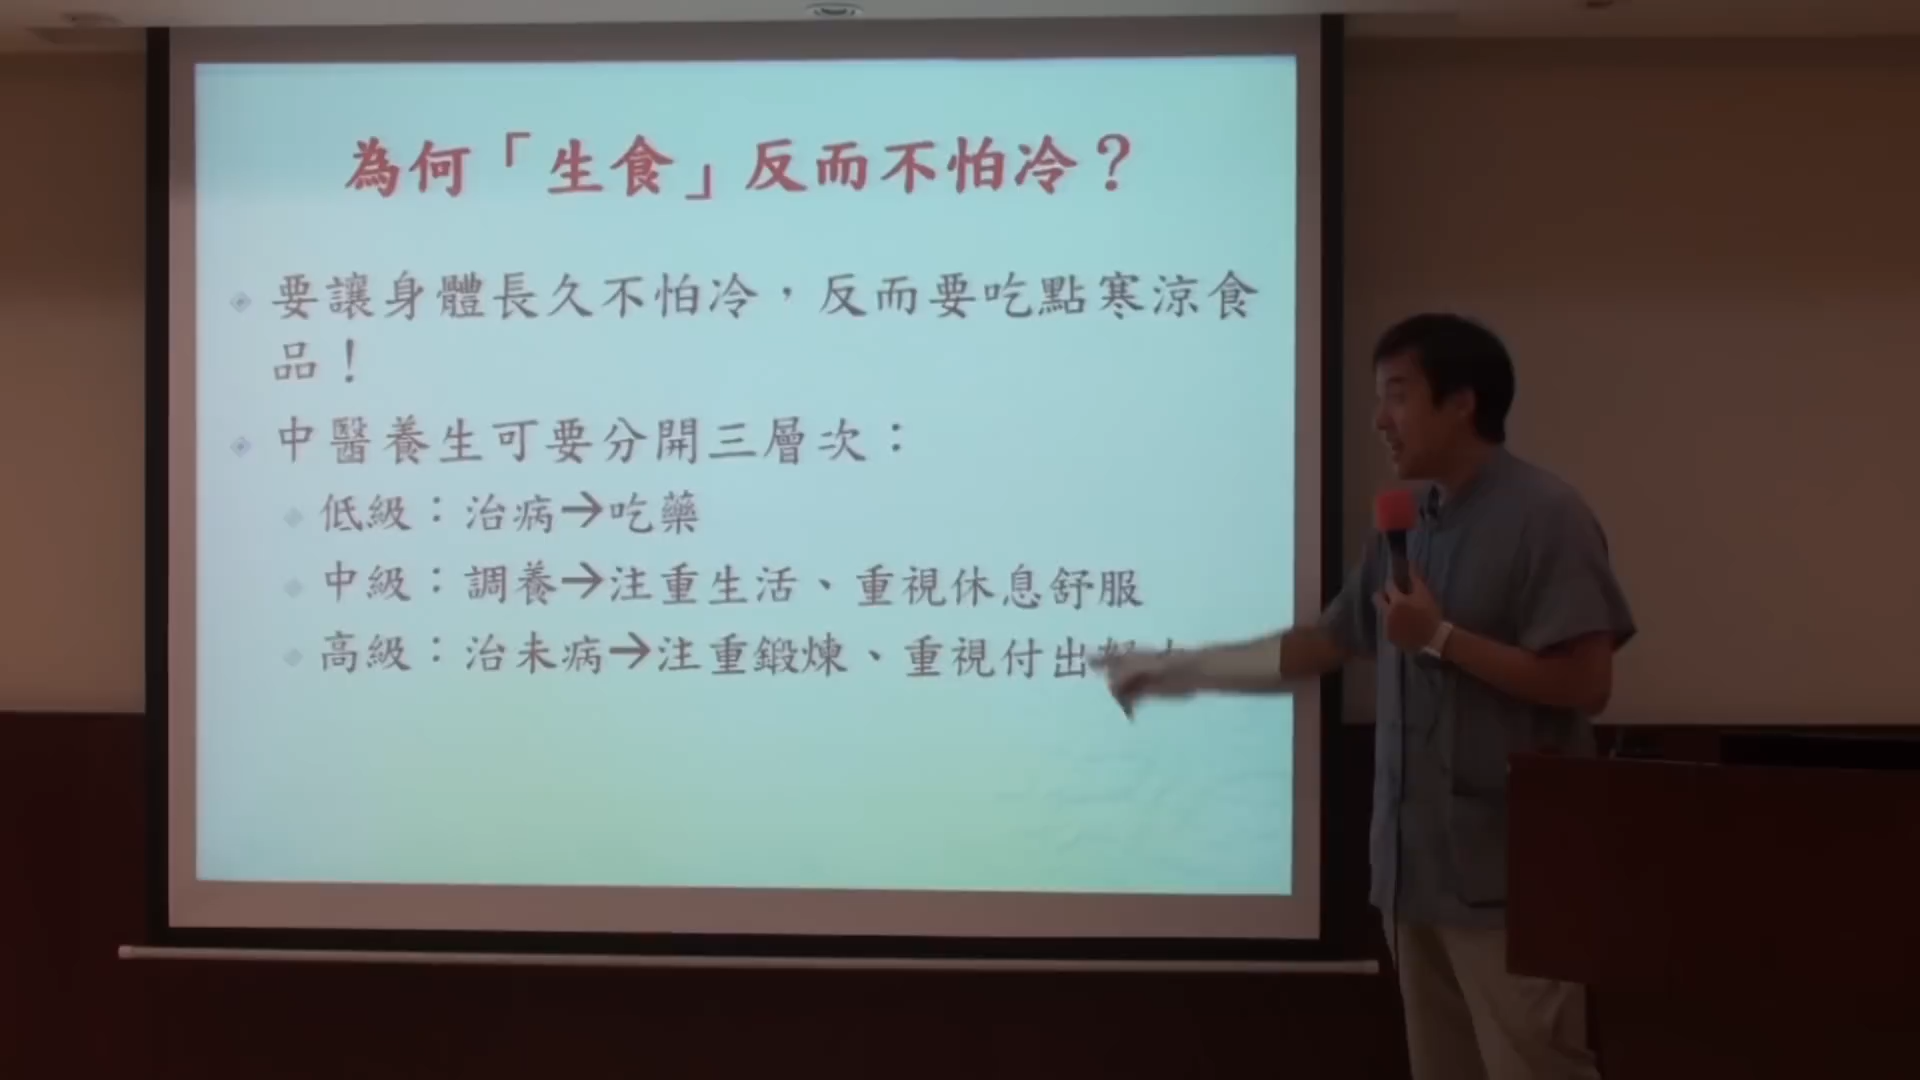 為何「生食」反而不怕冷？
要讓身體長久不怕冷，反而要吃點寒涼食
品！
中醫養生可要分開三層次：
低級：治病→吃藥
中級：調養→注重生活、重視休息舒服
高級：治未病→注重鍛煉、重視付出